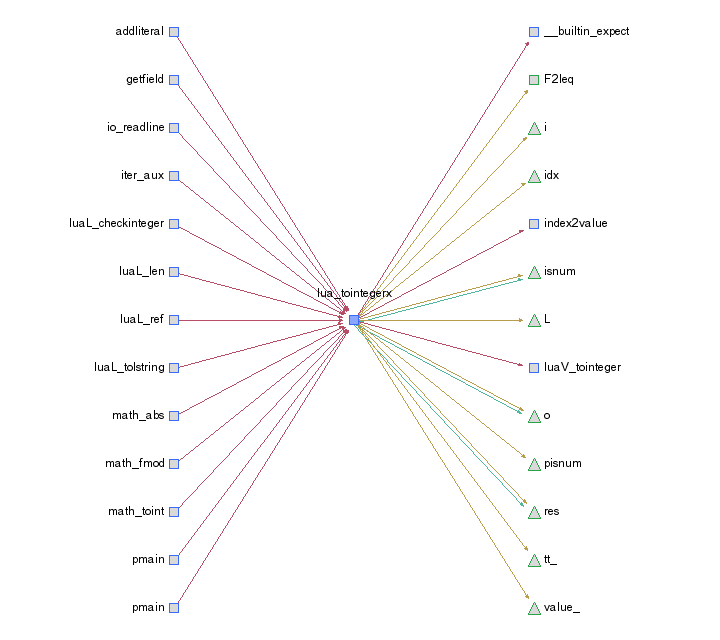 addliteral
getfield
io_readline
iter_aux
luaL_checkinteger
luaL_len
luaL_ref
luaL_tolstring
math_abs
math_fmod
math_toint
pmain
pmain
lua_tointegerx
__builtin_expect
F2Ieq
i
idx
index2value
isnum
L
luaV_tointeger
o
pisnum
res
tt_
value_